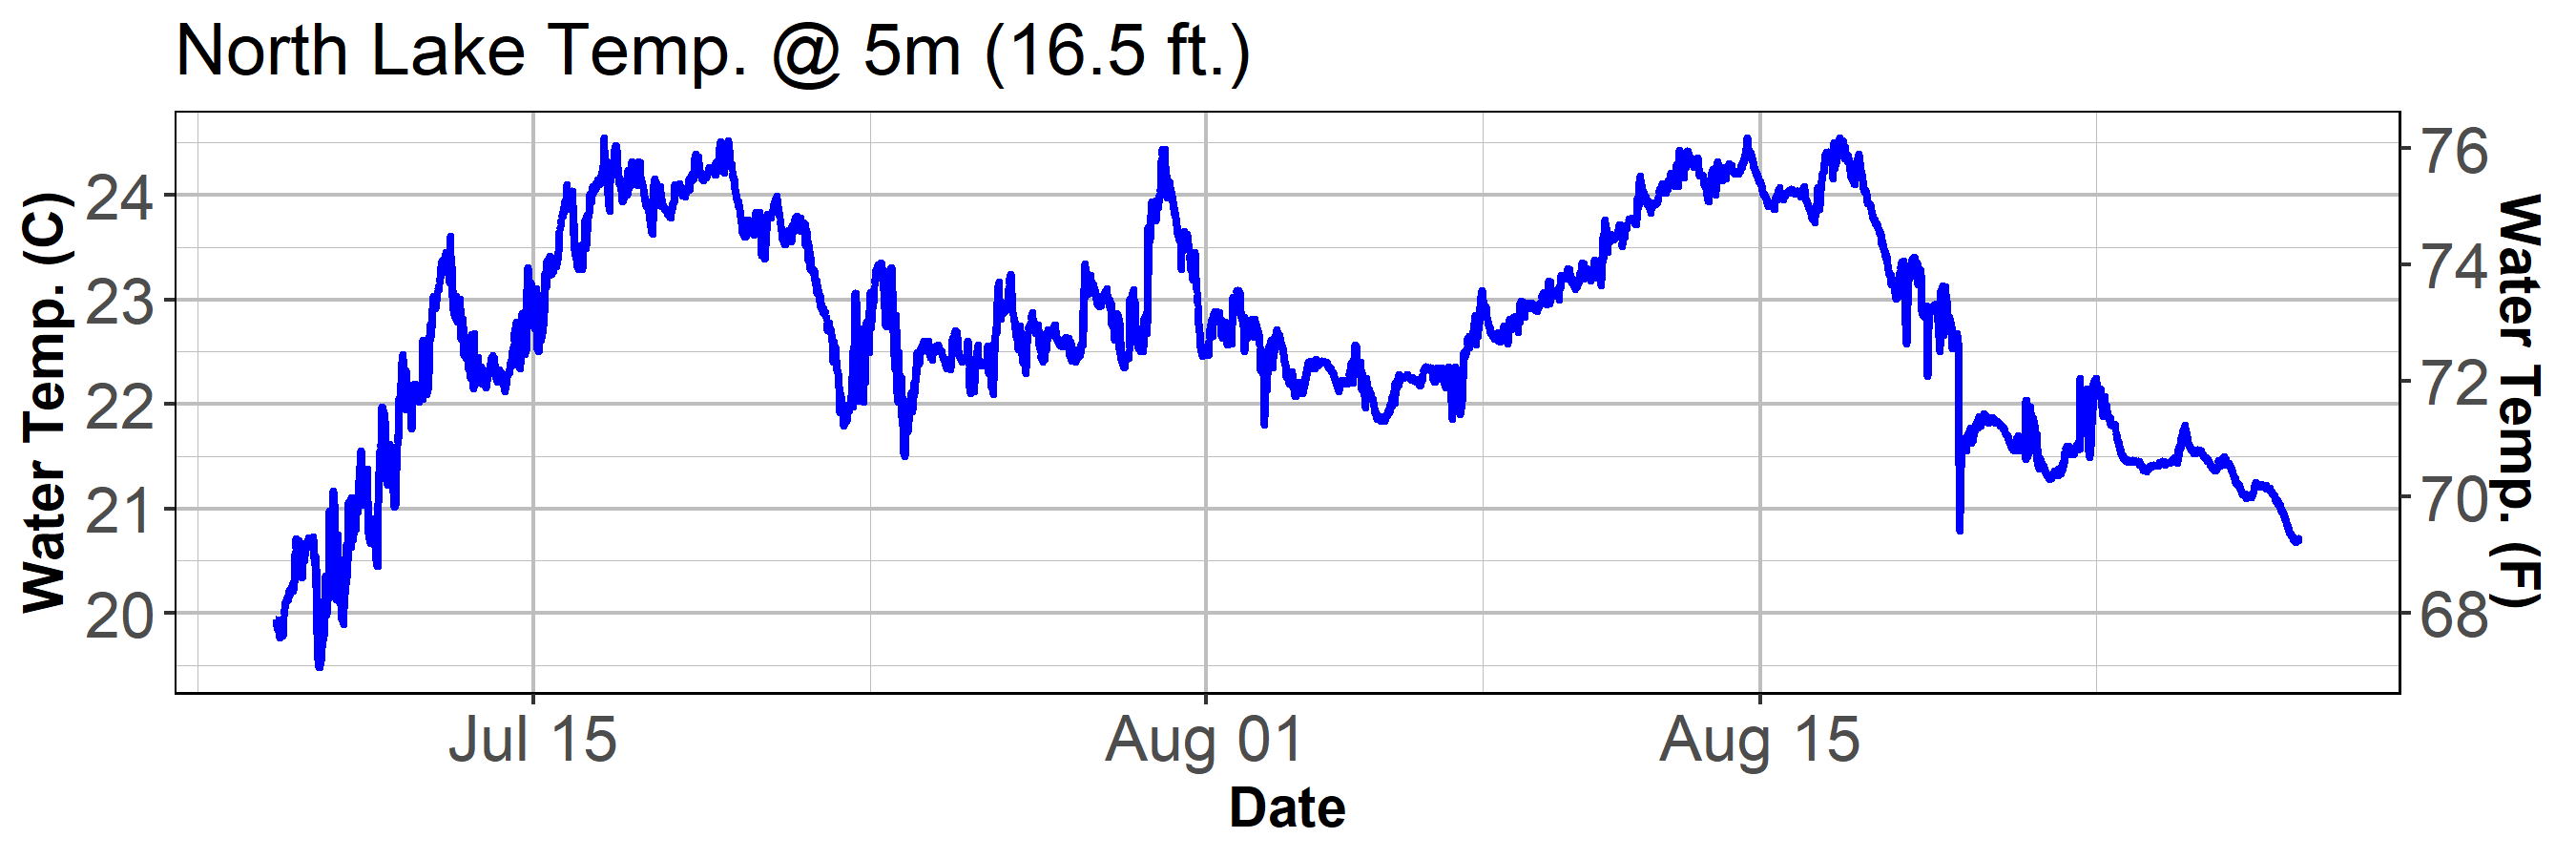 North Lake Temp. @ 5m (16.5 ft.)
Water Temp. (C)
24
23
22
21
20
76
74
72
70
68
Water Temp. (F)
Jul 15 Aug 01 Aug 15
Date